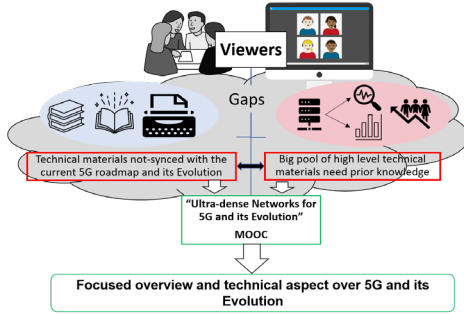 Viewers
Gaps
Technical materials not-synced with the
current 5G roadmap and its Evolution
Big pool of high level technical
materials need prior knowledge
“Ultra-dense Networks for
5G and its Evolution”
MOOC
Focused overview and technical aspect over 5G and its
Evolution